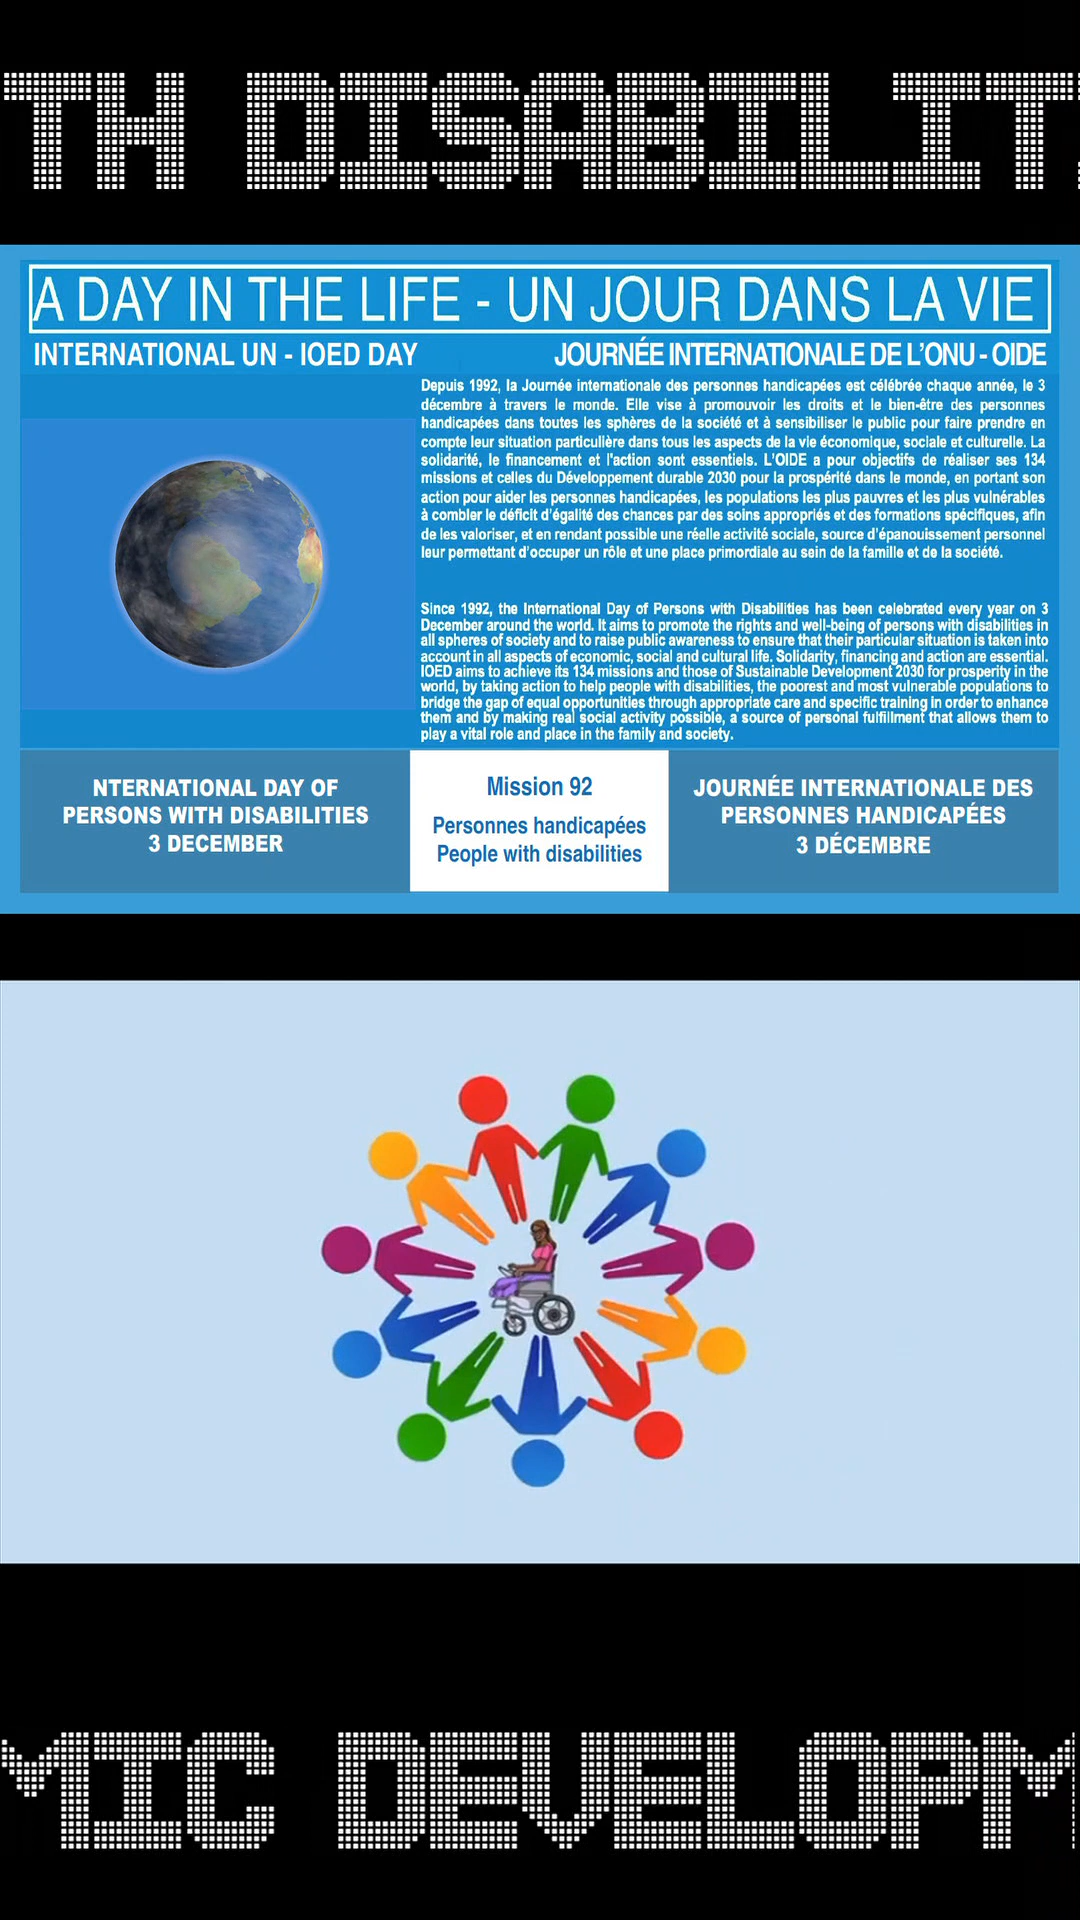 TH DISABILIT
A DAY IN THE LIFE - UN JOUR DANS LA VIE
INTERNATIONAL UN - IOED DAY
JOURNÉE INTERNATIONALE DE L'ONU - OIDE
Depuis 1992, la Journée internationale des personnes handicapées est célébrée chaque année, le 3
décembre à travers le monde. Elle vise à promouvoir les droits et le bien-être des personnes
handicapées dans toutes les sphères de la société et à sensibiliser le public pour faire prendre en
compte leur situation particulière dans tous les aspects de la vie économique, sociale et culturelle. La
solidarité, le financement et l'action sont essentiels. L'OIDE a pour objectifs de réaliser ses 134
missions et celles du Développement durable 2030 pour la prospérité dans le monde, en portant son
action pour aider les personnes handicapées, les populations les plus pauvres et les plus vulnérables
à combler le déficit d'égalité des chances par des soins appropriés et des formations spécifiques, afin
de les valoriser, et en rendant possible une réelle activité sociale, source d'épanouissement personnel
leur permettant d'occuper un rôle et une place primordiale au sein de la famille et de la société.
Since 1992, the International Day of Persons with Disabilities has been celebrated every year on 3
December around the world. It aims to promote the rights and well-being of persons with disabilities in
all spheres of society and to raise public awareness to ensure that their particular situation is taken into
account in all aspects of economic, social and cultural life. Solidarity, financing and action are essential.
IOED aims to achieve its 134 missions and those of Sustainable Development 2030 for prosperity in the
world, by taking action to help people with disabilities, the poorest and most vulnerable populations to
bridge the gap of equal opportunities through appropriate care and specific training in order to enhance
them and by making real social activity possible, a source of personal fulfillment that allows them to
play a vital role and place in the family and society.
NTERNATIONAL DAY OF
PERSONS WITH DISABILITIES
3 DECEMBER
Mission 92
Personnes handicapées
People with disabilities
JOURNÉE INTERNATIONALE DES
PERSONNES HANDICAPÉES
3 DÉCEMBRE
MIC DEVELOPM